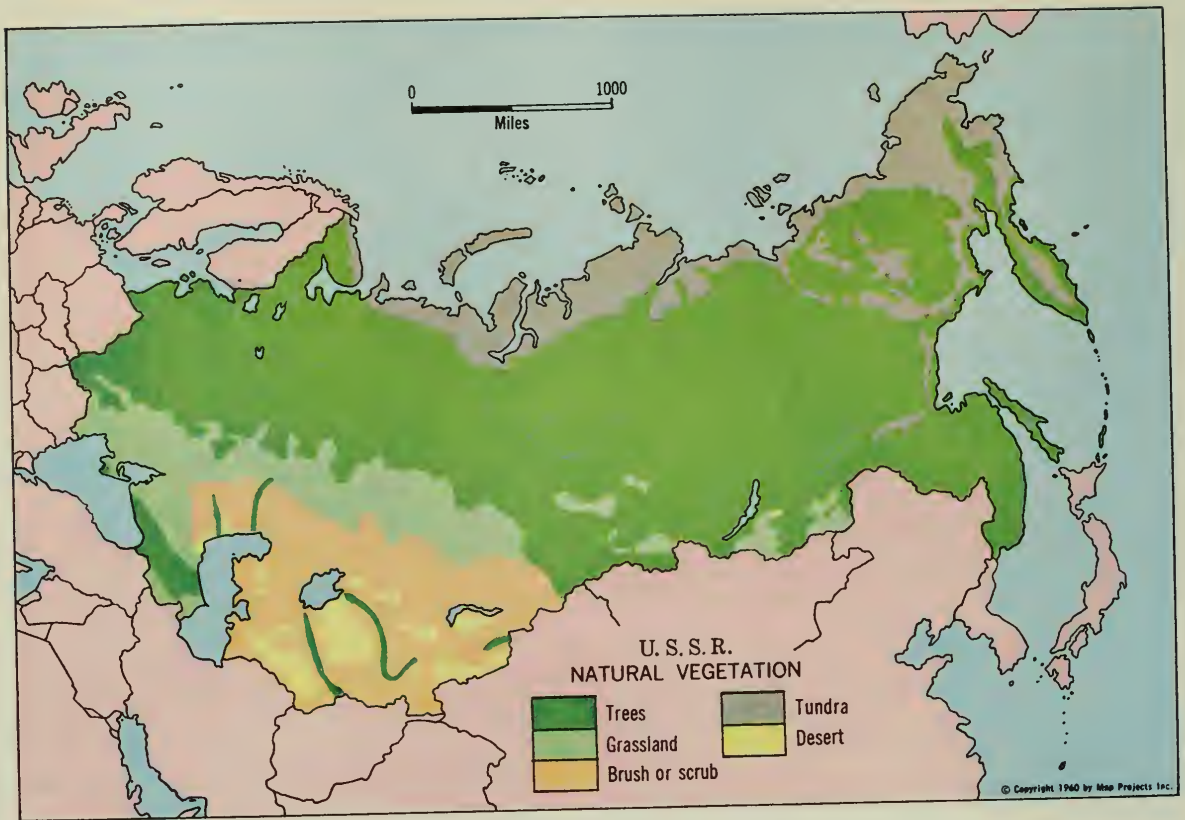 0 1000
Miles
U. S. S. R.
NATURAL VEGETATION
Trees
Grassland
Brush or scrub
Tundra
Desert
© Copyright 1960 by Map Projects Inc.